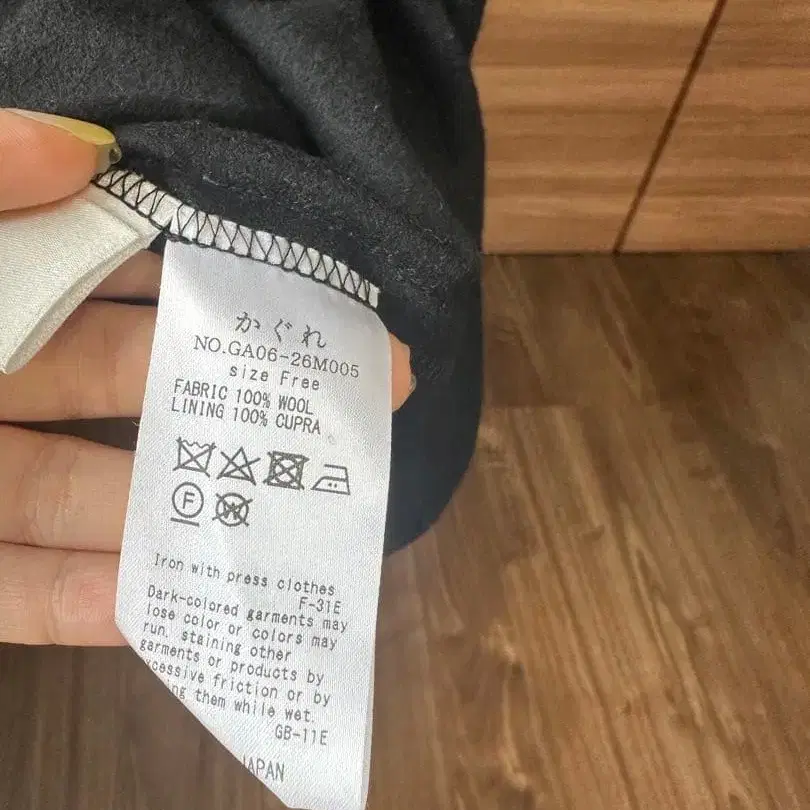 かぐれ
NO.GA06-26M005
size Free
FABRIC 100% WOOL
LINING 100% CUPRA
F W
Iron with press clothes
F-31E
Dark-colored garments may
lose color or colors may
run, staining other
garments or products by
friction or by
them while wet.
GB-11E
JAPAN